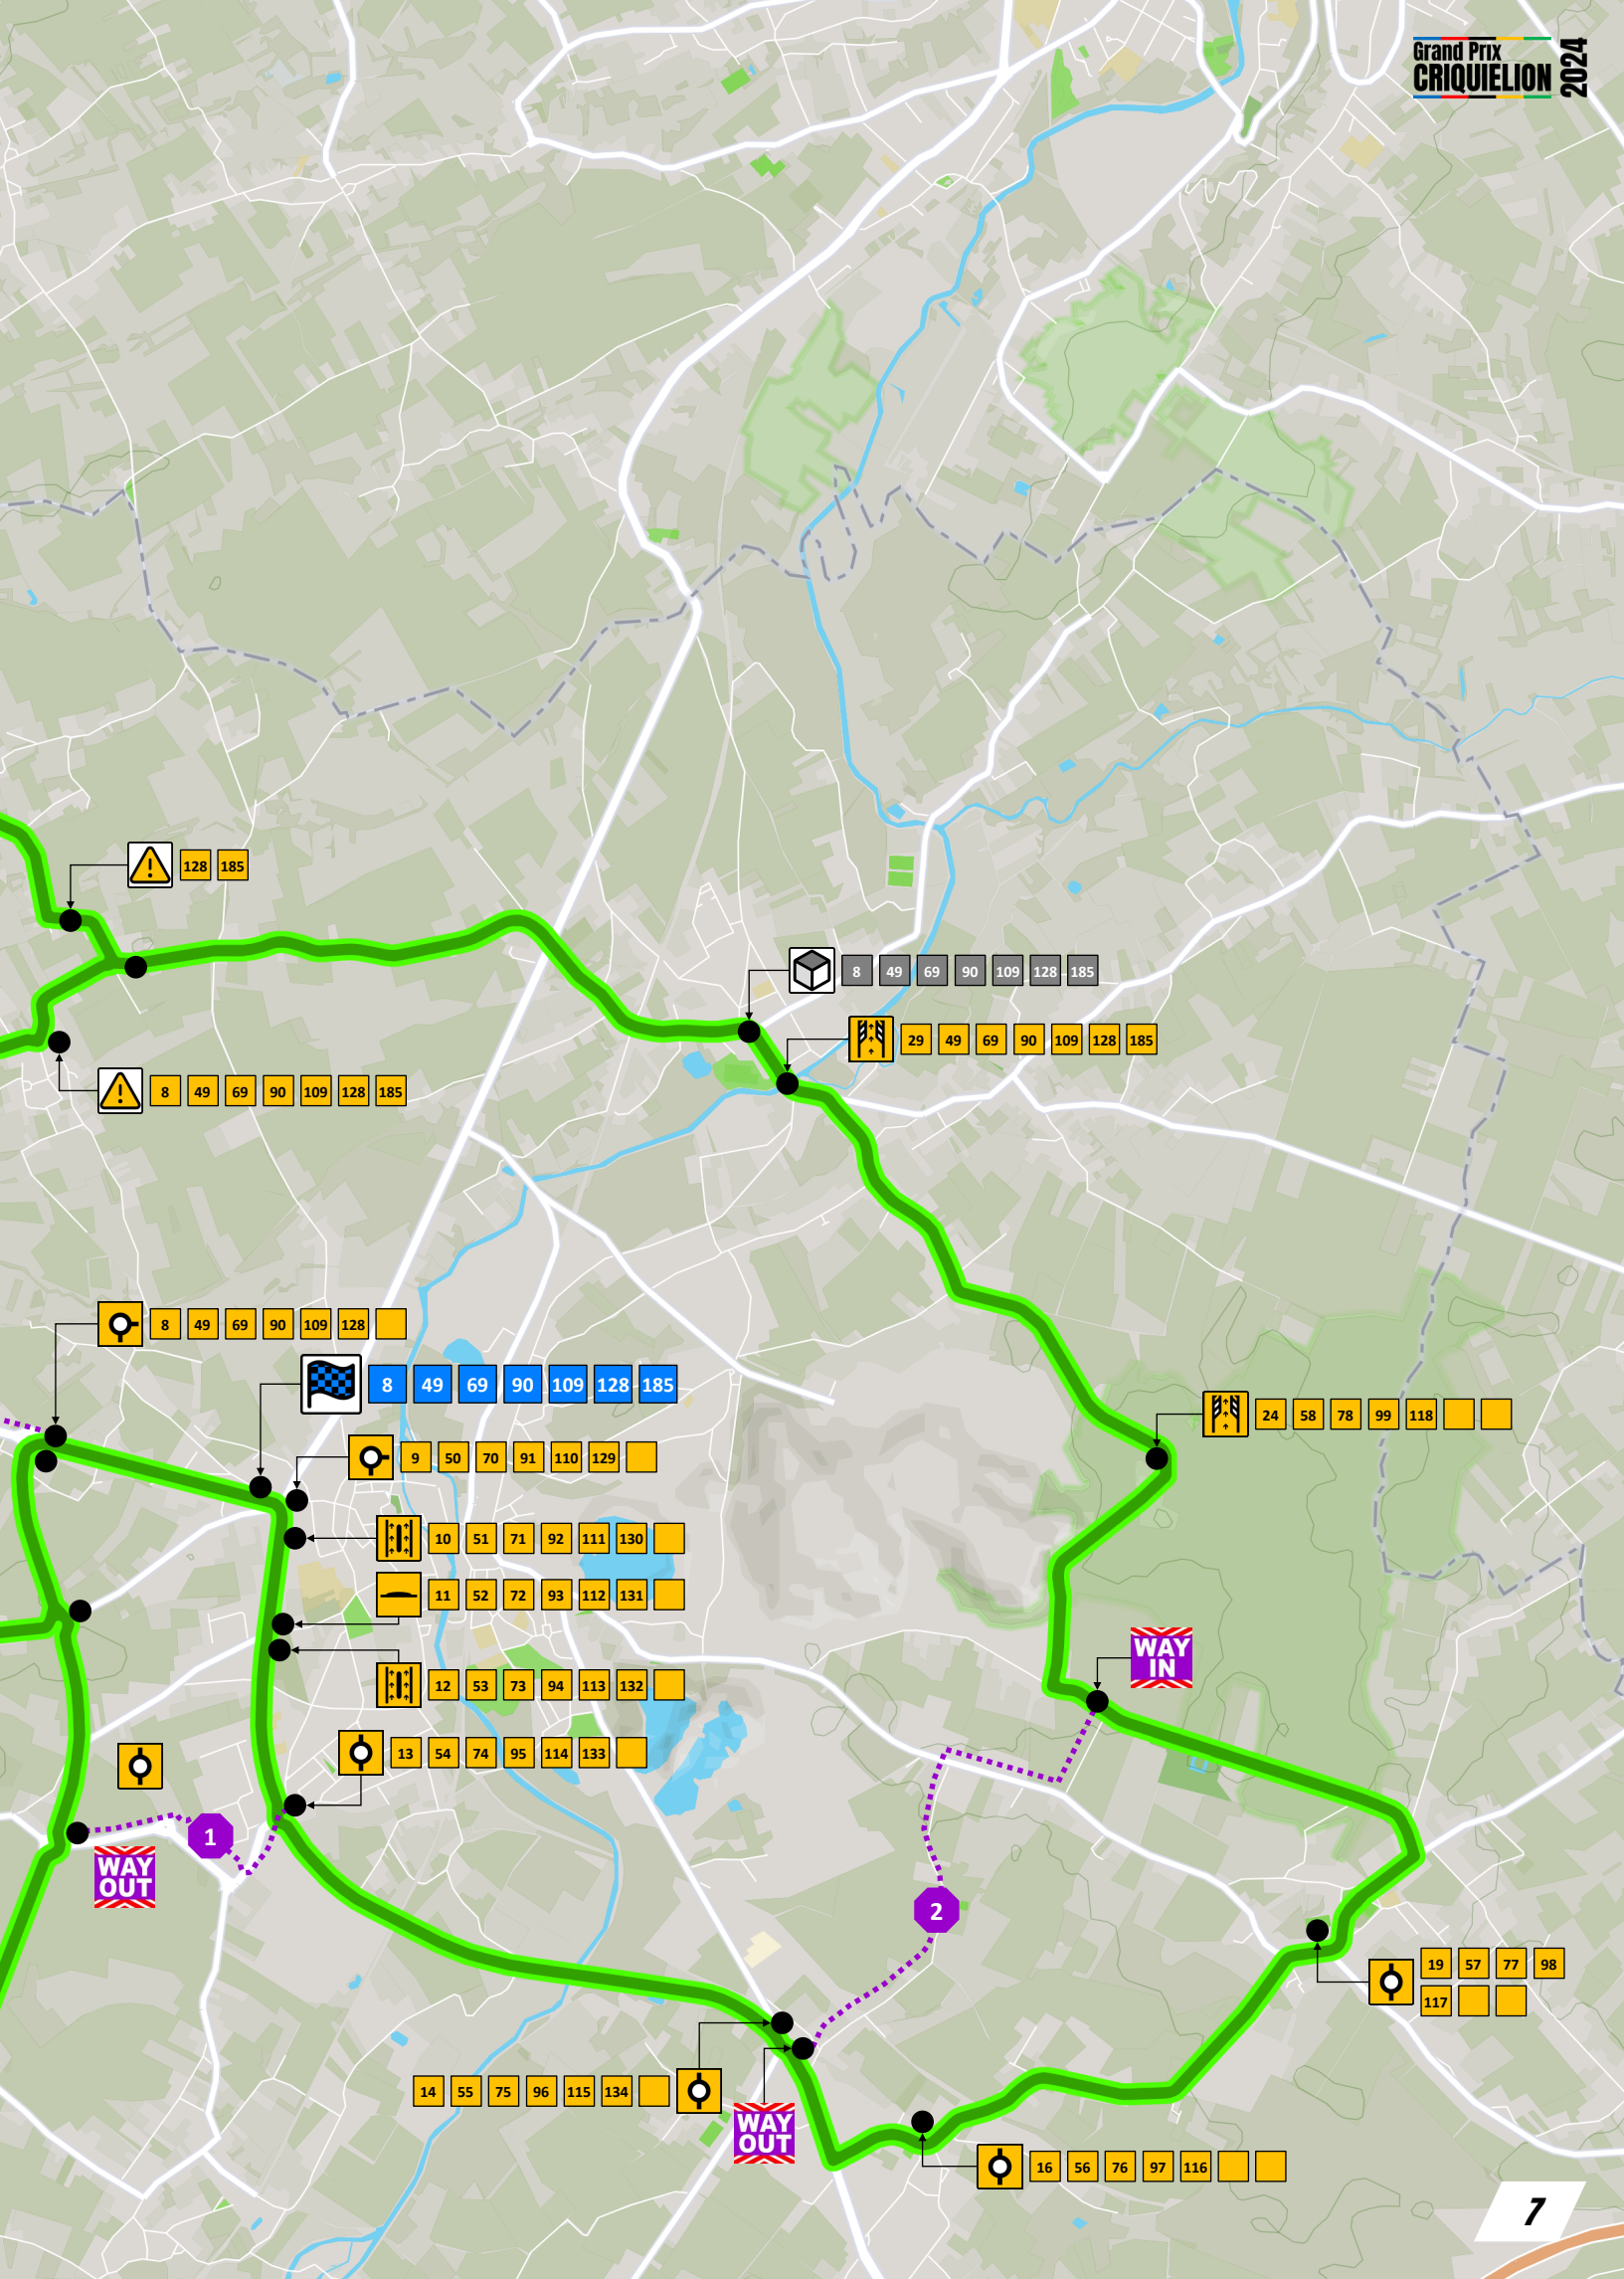 Grand Prix
CRIQUIELION
2024
128 185
8 49 69 90 109 128 185
29 49 69 90 109 128 185
8 49 69 90 109 128 185
8 49 69 90 109 128
8 49 69 90 109 128 185
24 58 78 99 118
9 50 70 91 110 129
10 51 71 92 111 130
11 52 72 93 112 131
WAY
IN
12 53 73 94 113 132
13 54 74 95 114 133
1
WAY
OUT
2
19 57 77 98
117
14 55 75 96 115 134
WAY
OUT
16 56 76 97 116
7